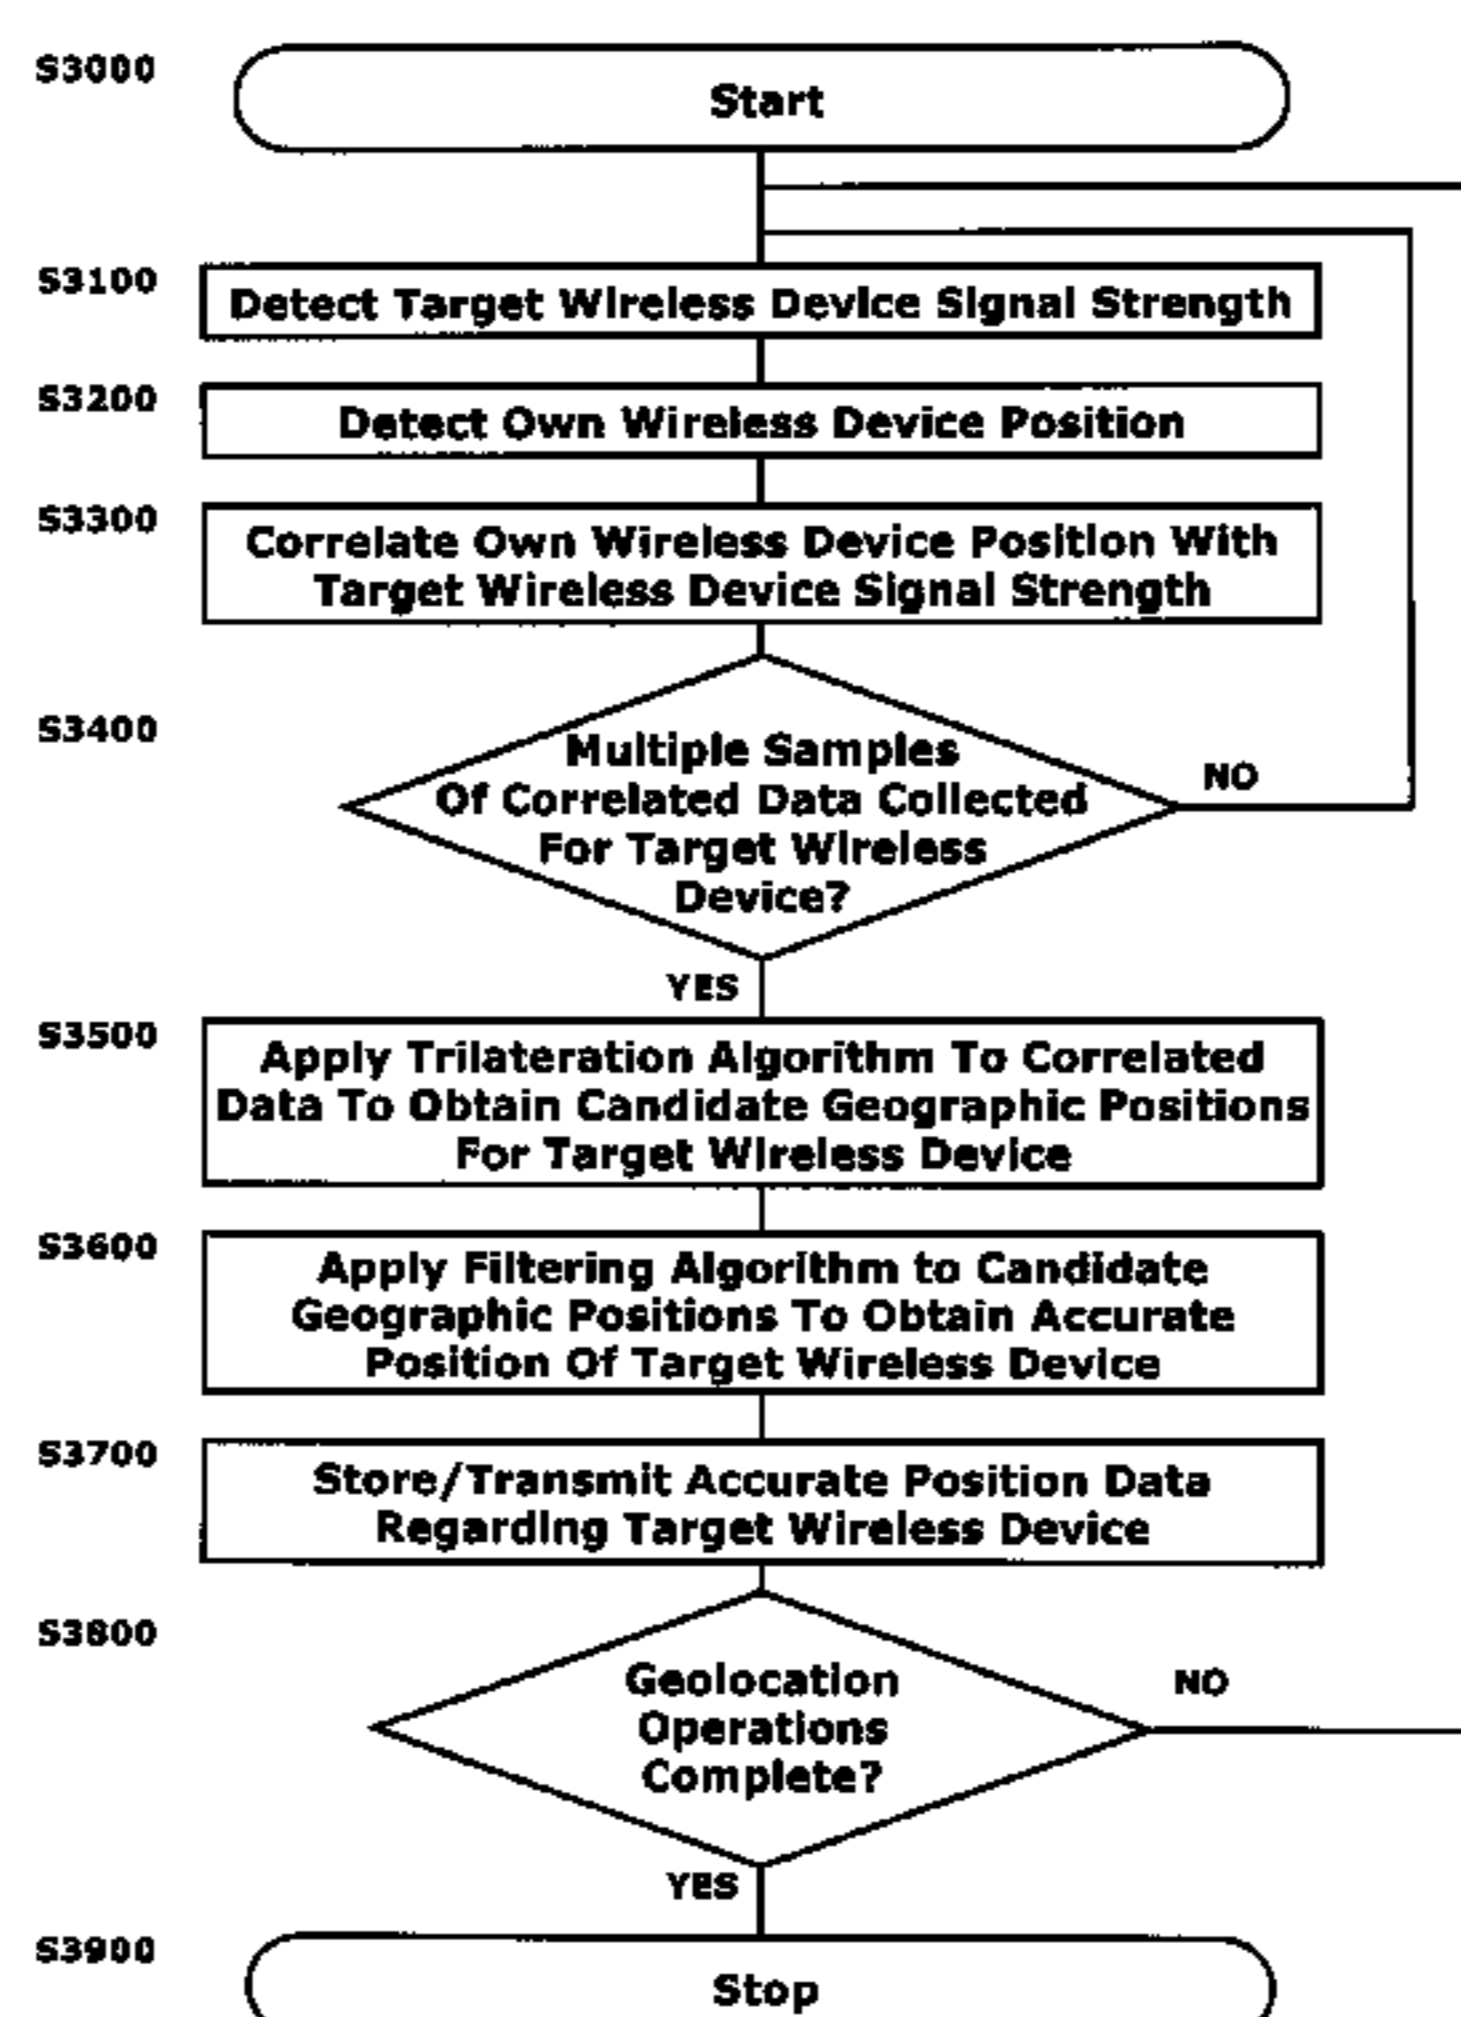 S3000
Start
S3100
Detect Target Wireless Device Signal Strength
S3200
Detect Own Wireless Device Position
S3300
Correlate Own Wireless Device Position With
Target Wireless Device Signal Strength
S3400
Multiple Samples
Of Correlated Data Collected
For Target Wireless
Device?
NO
YES
S3500
Apply Trilateration Algorithm To Correlated
Data To Obtain Candidate Geographic Positions
For Target Wireless Device
S3600
Apply Filtering Algorithm to Candidate
Geographic Positions To Obtain Accurate
Position Of Target Wireless Device
S3700
Store/Transmit Accurate Position Data
Regarding Target Wireless Device
S3800
Geolocation
Operations
Complete?
NO
YES
S3900
Stop